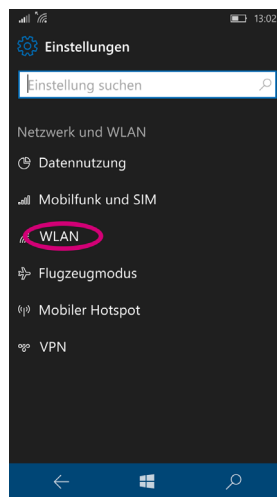 13:02
Einstellungen
Einstellung suchen
Netzwerk und WLAN
Datennutzung
Mobilfunk und SIM
WLAN
Flugzeugmodus
Mobiler Hotspot
VPN